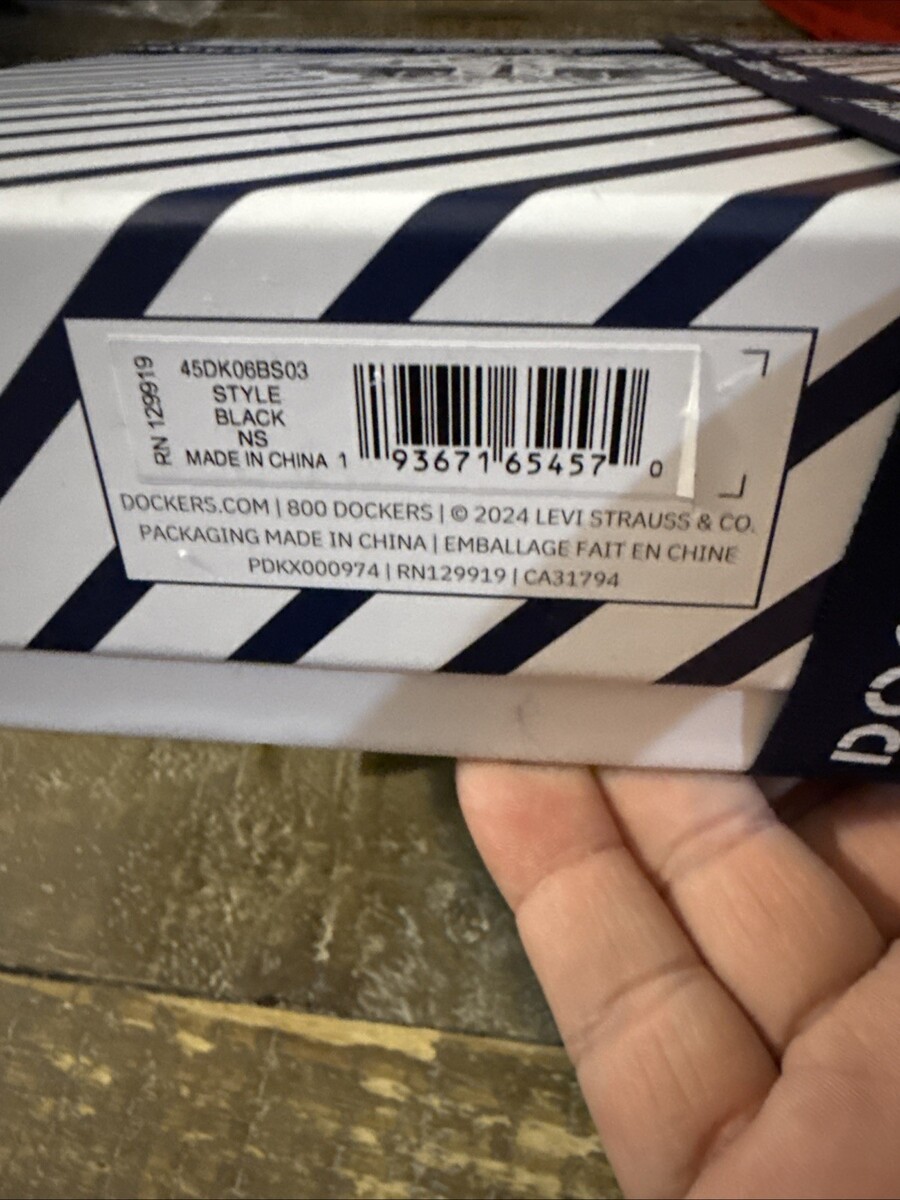 RN 129919
45DK06BS03
STYLE
BLACK
NS
MADE IN CHINA
1 93671 65457 0
DOCKERS.COM | 800 DOCKERS | © 2024 LEVI STRAUSS & CO.
PACKAGING MADE IN CHINA | EMBALLAGE FAIT EN CHINE
PDKX000974 | RN129919 | CA31794